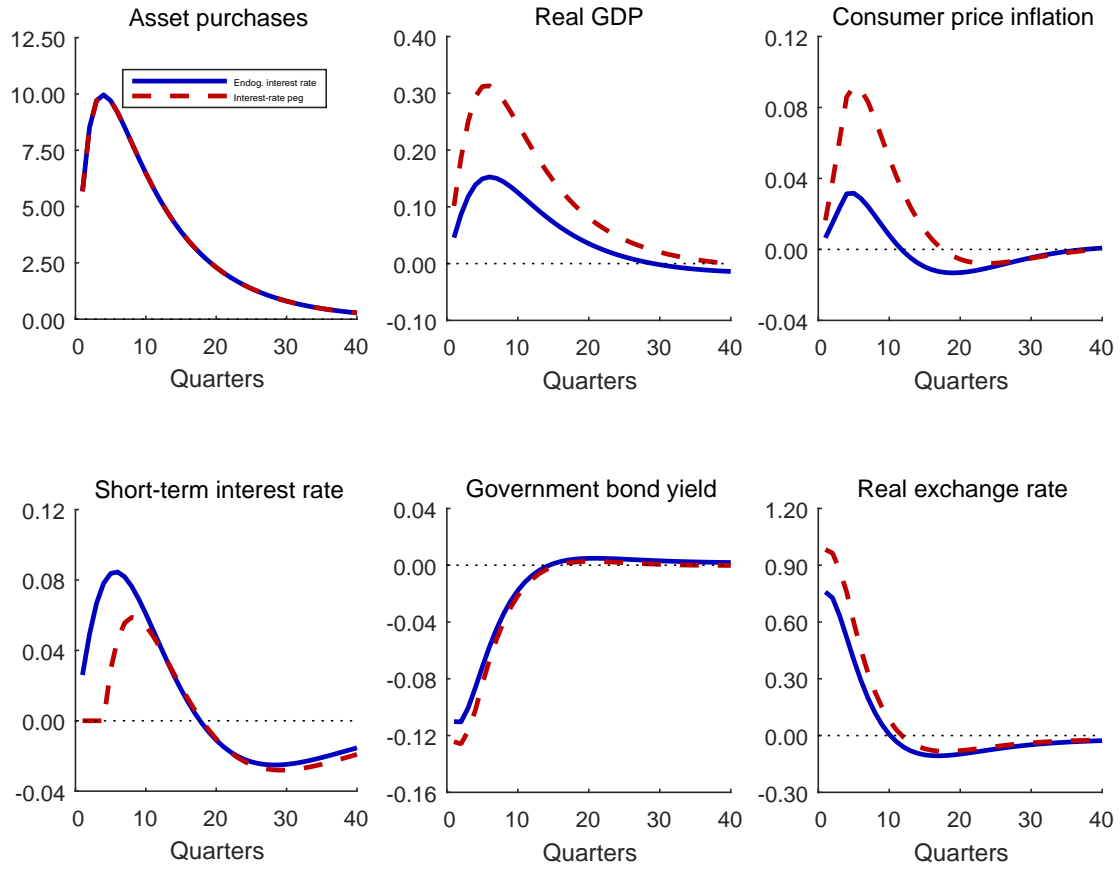 Asset purchases
12.50
10.00
7.50
5.00
2.50
0.00
0 10 20 30 40
Quarters
Endog. interest rate
Interest-rate peg
Real GDP
0.40
0.30
0.20
0.10
0.00
-0.10
0 10 20 30 40
Quarters
Consumer price inflation
0.12
0.08
0.04
0.00
-0.04
0 10 20 30 40
Quarters
Short-term interest rate
0.12
0.08
0.04
0.00
-0.04
0 10 20 30 40
Quarters
Government bond yield
0.04
0.00
-0.04
-0.08
-0.12
-0.16
0 10 20 30 40
Quarters
Real exchange rate
1.20
0.90
0.60
0.30
0.00
-0.30
0 10 20 30 40
Quarters